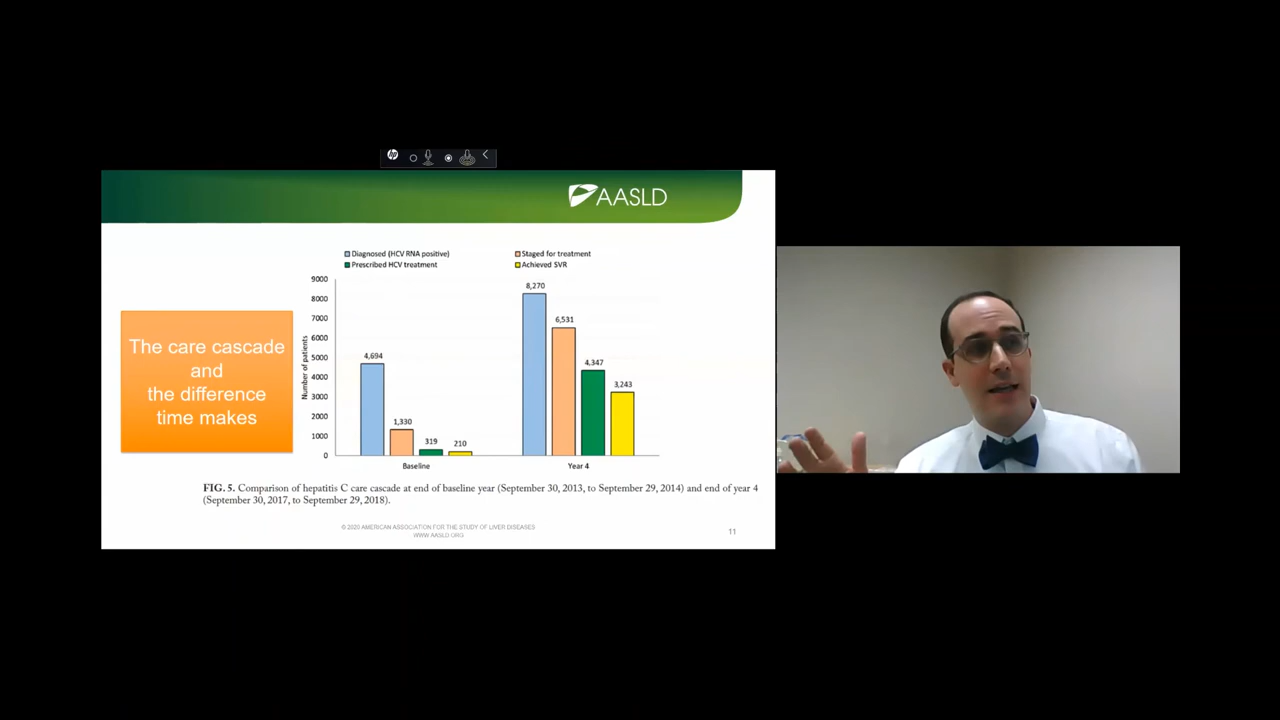 hp
AASLD
Diagnosed (HCV RNA positive)
Staged for treatment
Prescribed HCV treatment
Achieved SVR
The care cascade
and
the difference
time makes
Number of patients
9000
8000
7000
6000
5000
4000
3000
2000
1000
0
4,694
1,330
319
210
8,270
6,531
4,347
3,243
Baseline
Year 4
FIG. 5. Comparison of hepatitis C care cascade at end of baseline year (September 30, 2013, to September 29, 2014) and end of year 4
(September 30, 2017, to September 29, 2018).
© 2020 AMERICAN ASSOCIATION FOR THE STUDY OF LIVER DISEASES
WWW.AASLD.ORG
11